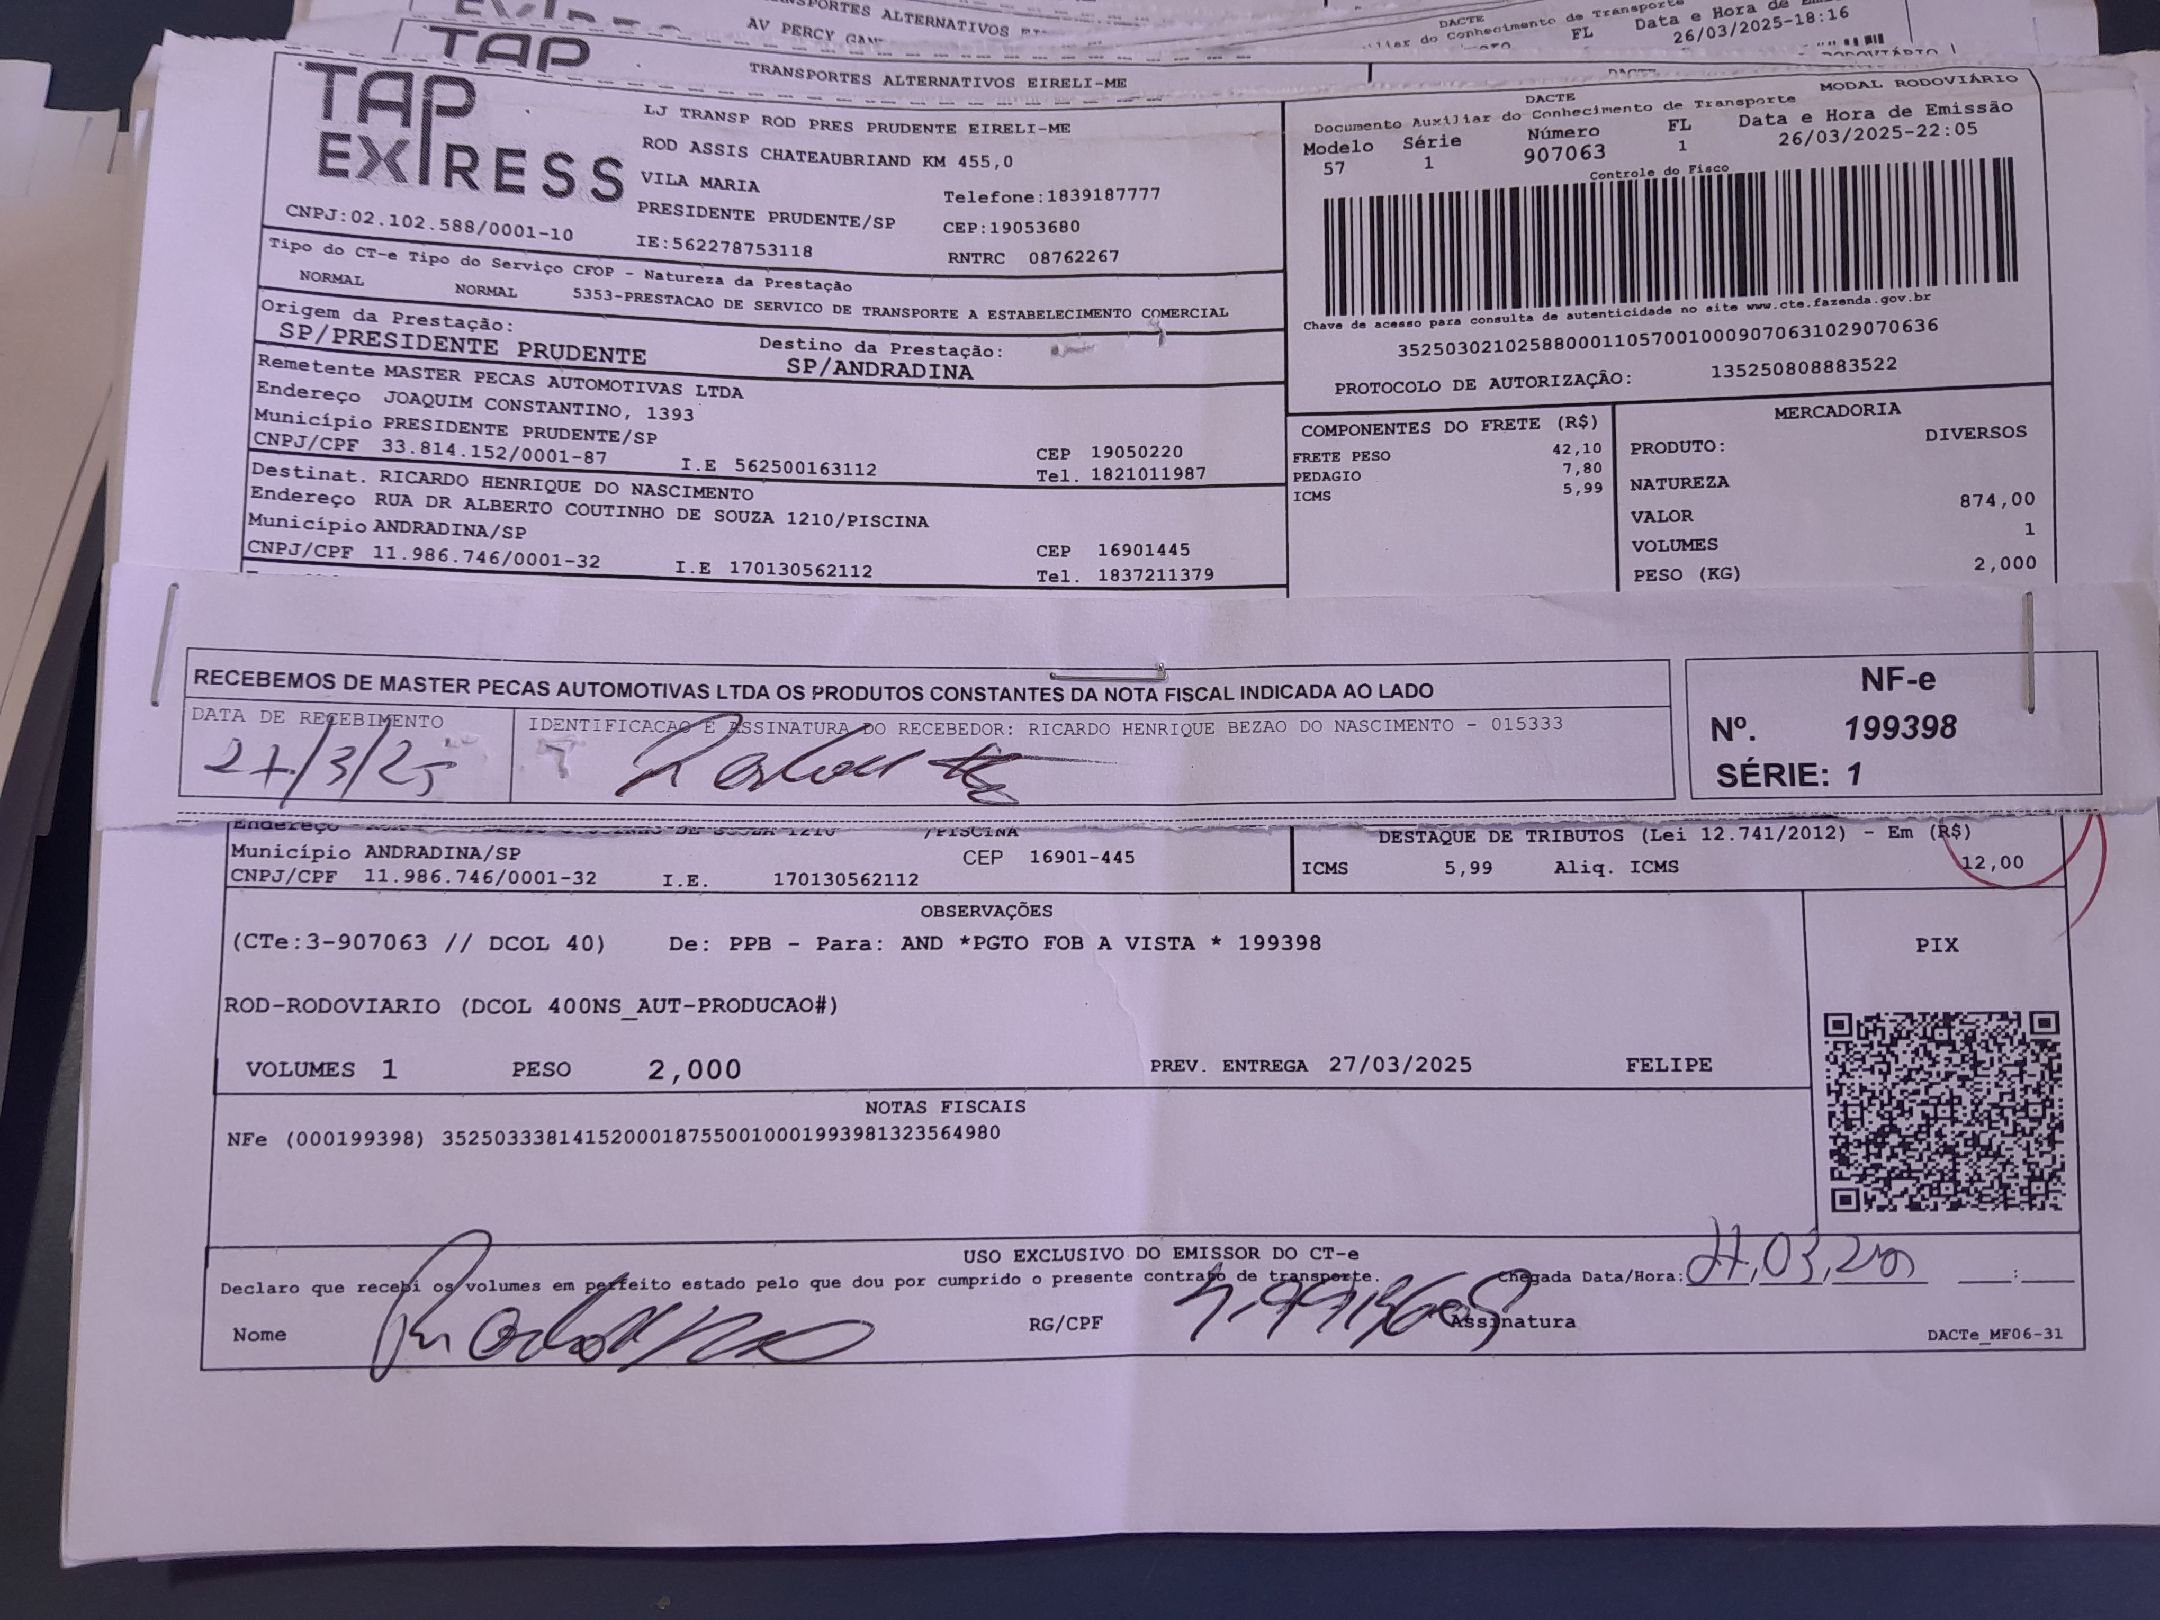 TRANSPORTES ALTERNATIVOS
AV PERCY
DACTE
Data e Hora de
FL
26/03/2025-18:16
TAP
TRANSPORTES ALTERNATIVOS EIRELI-ME
TAP EXPRESS
LJ TRANSP ROD PRES PRUDENTE EIRELI-ME
ROD ASSIS CHATEAUBRIAND KM 455,0
VILA MARIA
Telefone:1839187777
PRESIDENTE PRUDENTE/SP
CEP:19053680
CNPJ:02.102.588/0001-10
IE:562278753118
RNTRC 08762267
DACTE
MODAL RODOVIÁRIO
Documento Auxiliar do Conhecimento de Transporte
Modelo Série Número FL Data e Hora de Emissão
57 1 907063 1 26/03/2025-22:05
Controle do Fisco
Chave de acesso para consulta de autenticidade no site www.cte.fazenda.gov.br
35250302102588000110570010009070631029070636
PROTOCOLO DE AUTORIZAÇÃO: 135250808883522
Tipo do CT-e Tipo do Serviço CFOP - Natureza da Prestação
NORMAL NORMAL 5353-PRESTACAO DE SERVICO DE TRANSPORTE A ESTABELECIMENTO COMERCIAL
Origem da Prestação: Destino da Prestação:
SP/PRESIDENTE PRUDENTE SP/ANDRADINA
Remetente MASTER PECAS AUTOMOTIVAS LTDA
Endereço JOAQUIM CONSTANTINO, 1393
Município PRESIDENTE PRUDENTE/SP CEP 19050220
CNPJ/CPF 33.814.152/0001-87 I.E 562500163112 Tel. 1821011987
Destinat. RICARDO HENRIQUE DO NASCIMENTO
Endereço RUA DR ALBERTO COUTINHO DE SOUZA 1210/PISCINA
Município ANDRADINA/SP CEP 16901445
CNPJ/CPF 11.986.746/0001-32 I.E 170130562112 Tel. 1837211379
COMPONENTES DO FRETE (R$)
FRETE PESO 42,10
PEDAGIO 7,80
ICMS 5,99
MERCADORIA
PRODUTO: DIVERSOS
NATUREZA
VALOR 874,00
VOLUMES 1
PESO (KG) 2,000
RECEBEMOS DE MASTER PECAS AUTOMOTIVAS LTDA OS PRODUTOS CONSTANTES DA NOTA FISCAL INDICADA AO LADO
DATA DE RECEBIMENTO
27/3/25
IDENTIFICACAO E ASSINATURA DO RECEBEDOR: RICARDO HENRIQUE BEZAO DO NASCIMENTO - 015333
NF-e
Nº. 199398
SÉRIE: 1
Endereço /PISCINA
Município ANDRADINA/SP CEP 16901-445
CNPJ/CPF 11.986.746/0001-32 I.E. 170130562112
DESTAQUE DE TRIBUTOS (Lei 12.741/2012) - Em (R$)
ICMS 5,99 Aliq. ICMS 12,00
OBSERVAÇÕES
(CTe:3-907063 // DCOL 40) De: PPB - Para: AND *PGTO FOB A VISTA * 199398
ROD-RODOVIARIO (DCOL 400NS_AUT-PRODUCAO#)
VOLUMES 1 PESO 2,000 PREV. ENTREGA 27/03/2025 FELIPE
PIX
NOTAS FISCAIS
NFe (000199398) 35250333814152000187550010001993981323564980
USO EXCLUSIVO DO EMISSOR DO CT-e
Declaro que recebi os volumes em perfeito estado pelo que dou por cumprido o presente contrato de transporte. Chegada Data/Hora:
Nome RG/CPF Assinatura
DACTe_MF06-31